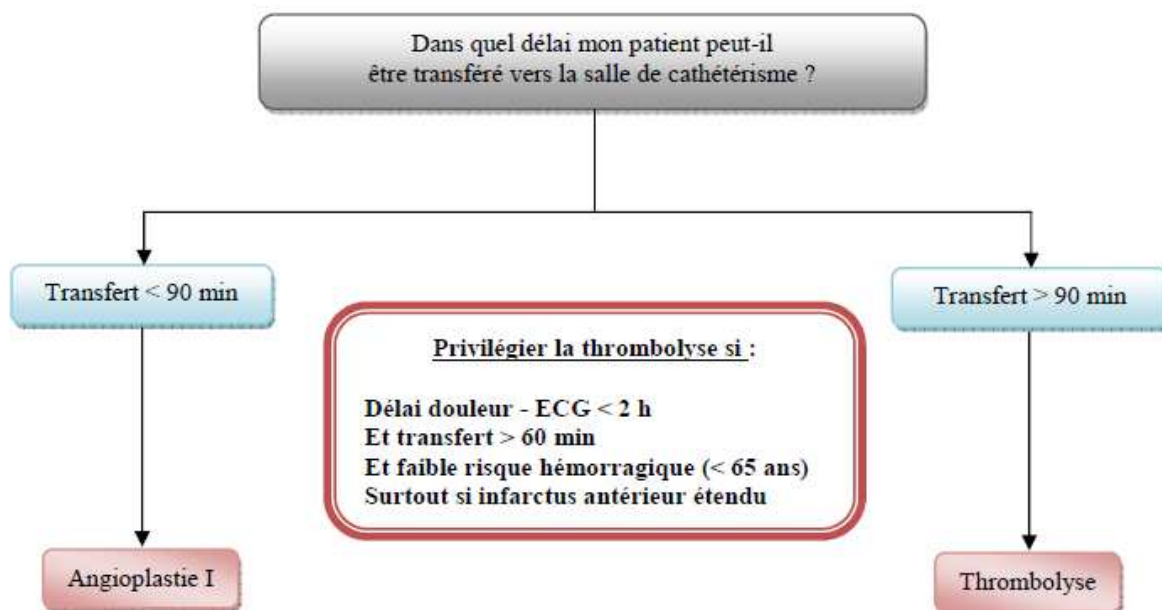 Dans quel délai mon patient peut-il
être transféré vers la salle de cathétérisme ?
Transfert < 90 min
Transfert > 90 min
Privilégier la thrombolyse si :
Délai douleur - ECG < 2 h
Et transfert > 60 min
Et faible risque hémorragique (< 65 ans)
Surtout si infarctus antérieur étendu
Angioplastie I
Thrombolyse